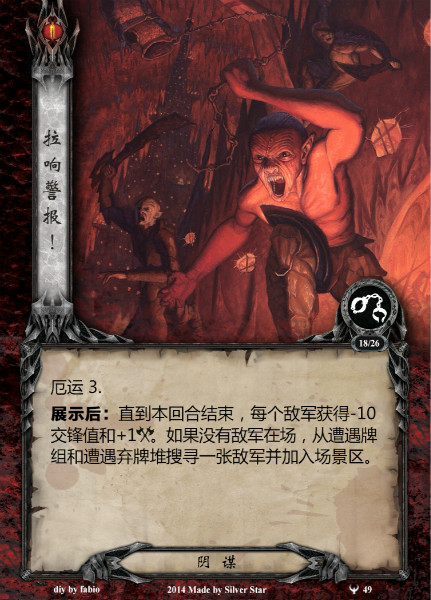 拉响警报！
18/26
厄运 3.
展示后：直到本回合结束，每个敌军获得-10
交锋值和+1。如果没有敌军在场，从遭遇牌
组和遭遇弃牌堆搜寻一张敌军并加入场景区。
阴谋
diy by fabio
2014 Made by Silver Star
49